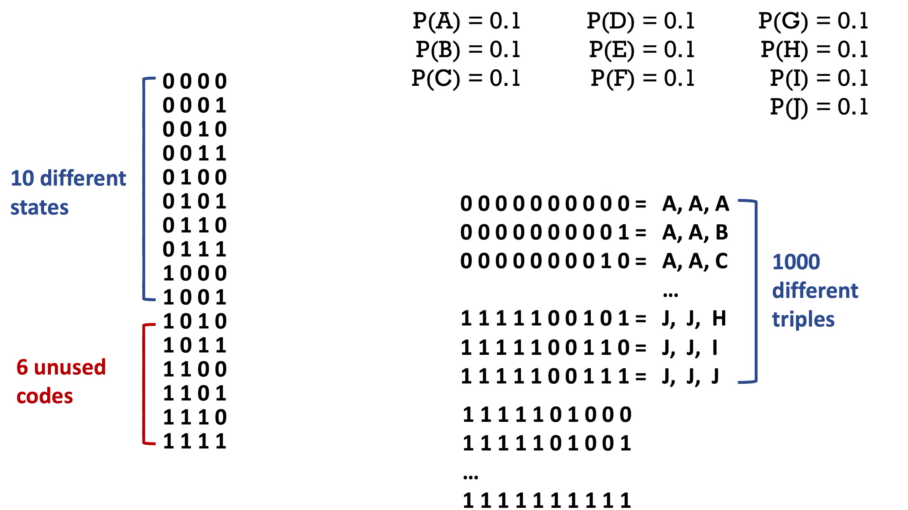 P(A) = 0.1 P(D) = 0.1 P(G) = 0.1
P(B) = 0.1 P(E) = 0.1 P(H) = 0.1
P(C) = 0.1 P(F) = 0.1 P(I) = 0.1
P(J) = 0.1
10 different
states
0 0 0 0
0 0 0 1
0 0 1 0
0 0 1 1
0 1 0 0
0 1 0 1
0 1 1 0
0 1 1 1
1 0 0 0
1 0 0 1
6 unused
codes
1 0 1 0
1 0 1 1
1 1 0 0
1 1 0 1
1 1 1 0
1 1 1 1
0 0 0 0 0 0 0 0 0 0 = A, A, A
0 0 0 0 0 0 0 0 0 1 = A, A, B
0 0 0 0 0 0 0 0 1 0 = A, A, C
...
1 1 1 1 1 0 0 1 0 1 = J, J, H
1 1 1 1 1 0 0 1 1 0 = J, J, I
1 1 1 1 1 0 0 1 1 1 = J, J, J
1000
different
triples
1 1 1 1 1 0 1 0 0 0
1 1 1 1 1 0 1 0 0 1
...
1 1 1 1 1 1 1 1 1 1